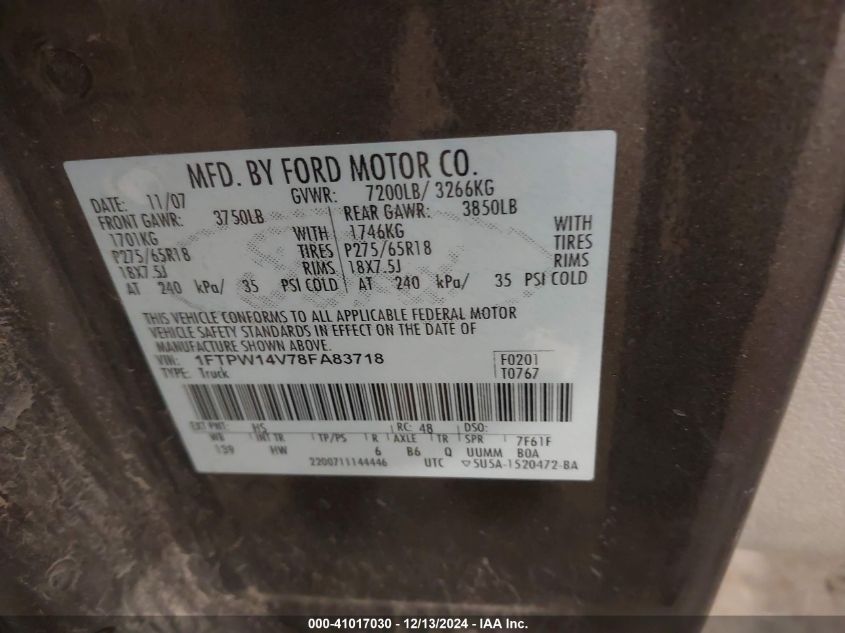 MFD. BY FORD MOTOR CO.
DATE: 11/07 GVWR: 7200LB/ 3266KG
FRONT GAWR: 3750LB REAR GAWR: 3850LB
1701KG WITH 1746KG WITH
P275/65R18 TIRES P275/65R18 TIRES
18X7.5J RIMS 18X7.5J RIMS
AT 240 kPa/ 35 PSI COLD AT 240 kPa/ 35 PSI COLD
THIS VEHICLE CONFORMS TO ALL APPLICABLE FEDERAL MOTOR
VEHICLE SAFETY STANDARDS IN EFFECT ON THE DATE OF
MANUFACTURE SHOWN ABOVE.
VIN: 1FTPW14V78FA83718 F0201
TYPE: Truck T0767
EXT PNT: HS RC: 48 DSO:
WB INT TR TP/PS R AXLE TR SPR 7F61F
139 HW 6 B6 Q UUMM BOA
2200711144446 UTC ▽5U5A-1520472-BA
000-41017030 - 12/13/2024 - IAA Inc.